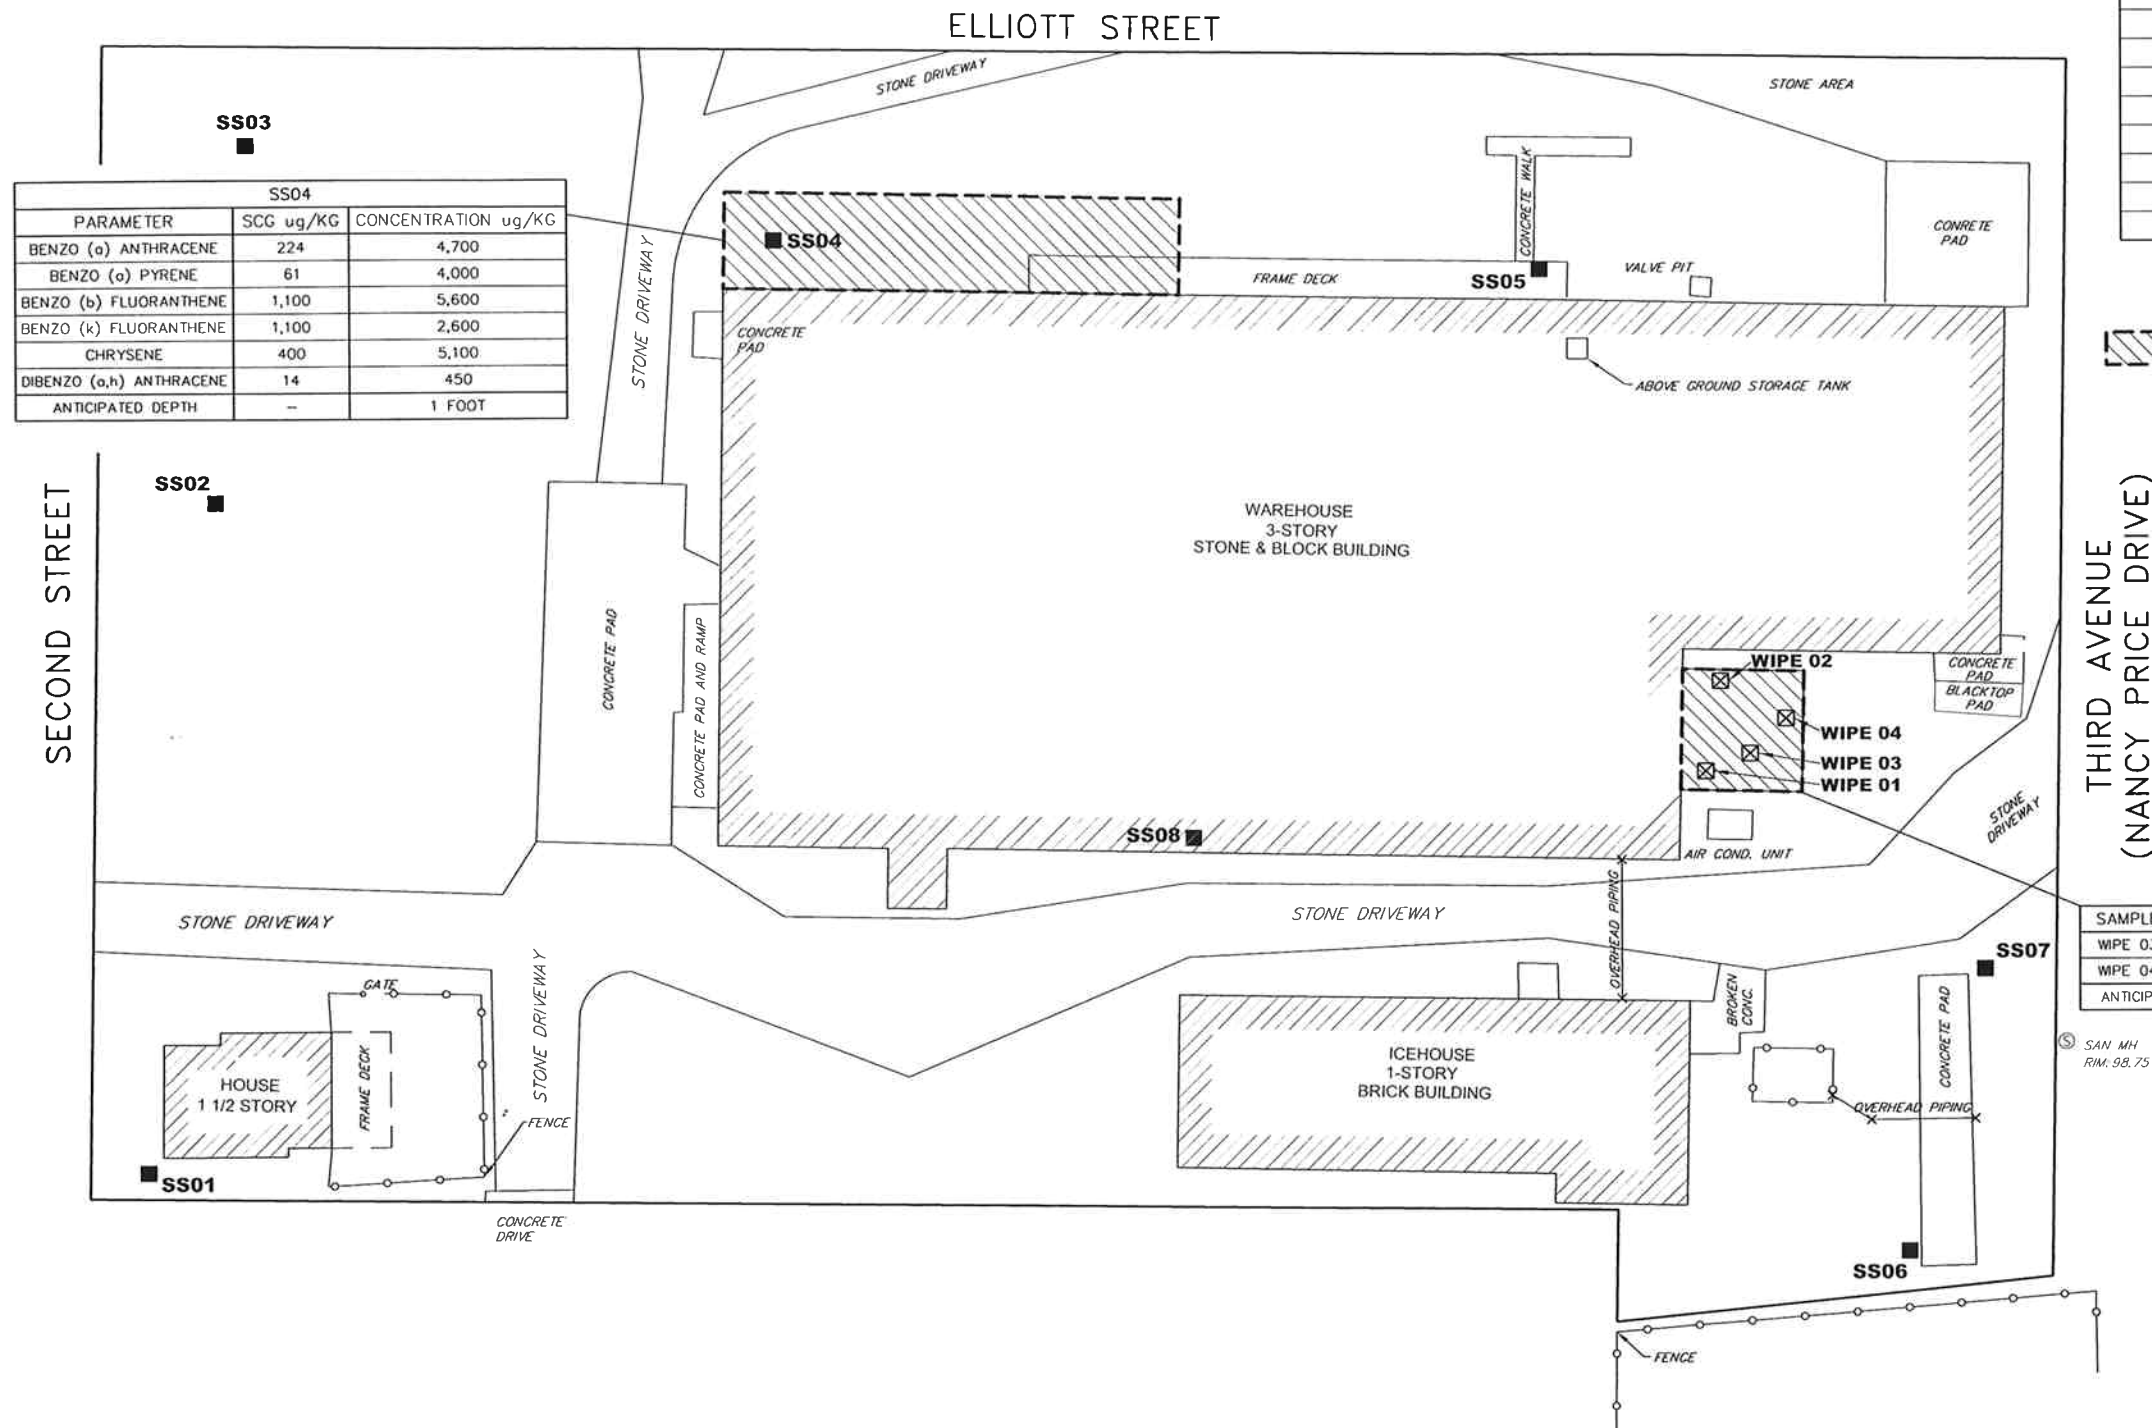 ELLIOTT STREET
STONE DRIVEWAY
STONE AREA
SS03
SS04
PARAMETER SCG ug/KG CONCENTRATION ug/KG
BENZO (a) ANTHRACENE 224 4,700
BENZO (a) PYRENE 61 4,000
BENZO (b) FLUORANTHENE 1,100 5,600
BENZO (k) FLUORANTHENE 1,100 2,600
CHRYSENE 400 5,100
DIBENZO (a,h) ANTHRACENE 14 450
ANTICIPATED DEPTH – 1 FOOT
STONE DRIVEWAY
SS04
CONCRETE WALK
FRAME DECK
SS05
VALVE PIT
CONRETE
PAD
CONCRETE
PAD
ABOVE GROUND STORAGE TANK
SS02
SECOND STREET
WAREHOUSE
3-STORY
STONE & BLOCK BUILDING
THIRD AVENUE
(NANCY PRICE DRIVE)
CONCRETE PAD
CONCRETE PAD AND RAMP
WIPE 02
WIPE 04
WIPE 03
WIPE 01
CONCRETE
PAD
BLACKTOP
PAD
STONE
DRIVEWAY
SS08
AIR COND. UNIT
OVERHEAD PIPING
STONE DRIVEWAY
STONE DRIVEWAY
STONE DRIVEWAY
SAMPLE
WIPE 03
WIPE 04
ANTICIP
SS07
GATE
FRAME DECK
HOUSE
1 1/2 STORY
FENCE
SS01
CONCRETE
DRIVE
ICEHOUSE
1-STORY
BRICK BUILDING
BROKEN
CONC.
CONCRETE PAD
OVERHEAD PIPING
S
SAN MH
RIM: 98.75
SS06
FENCE